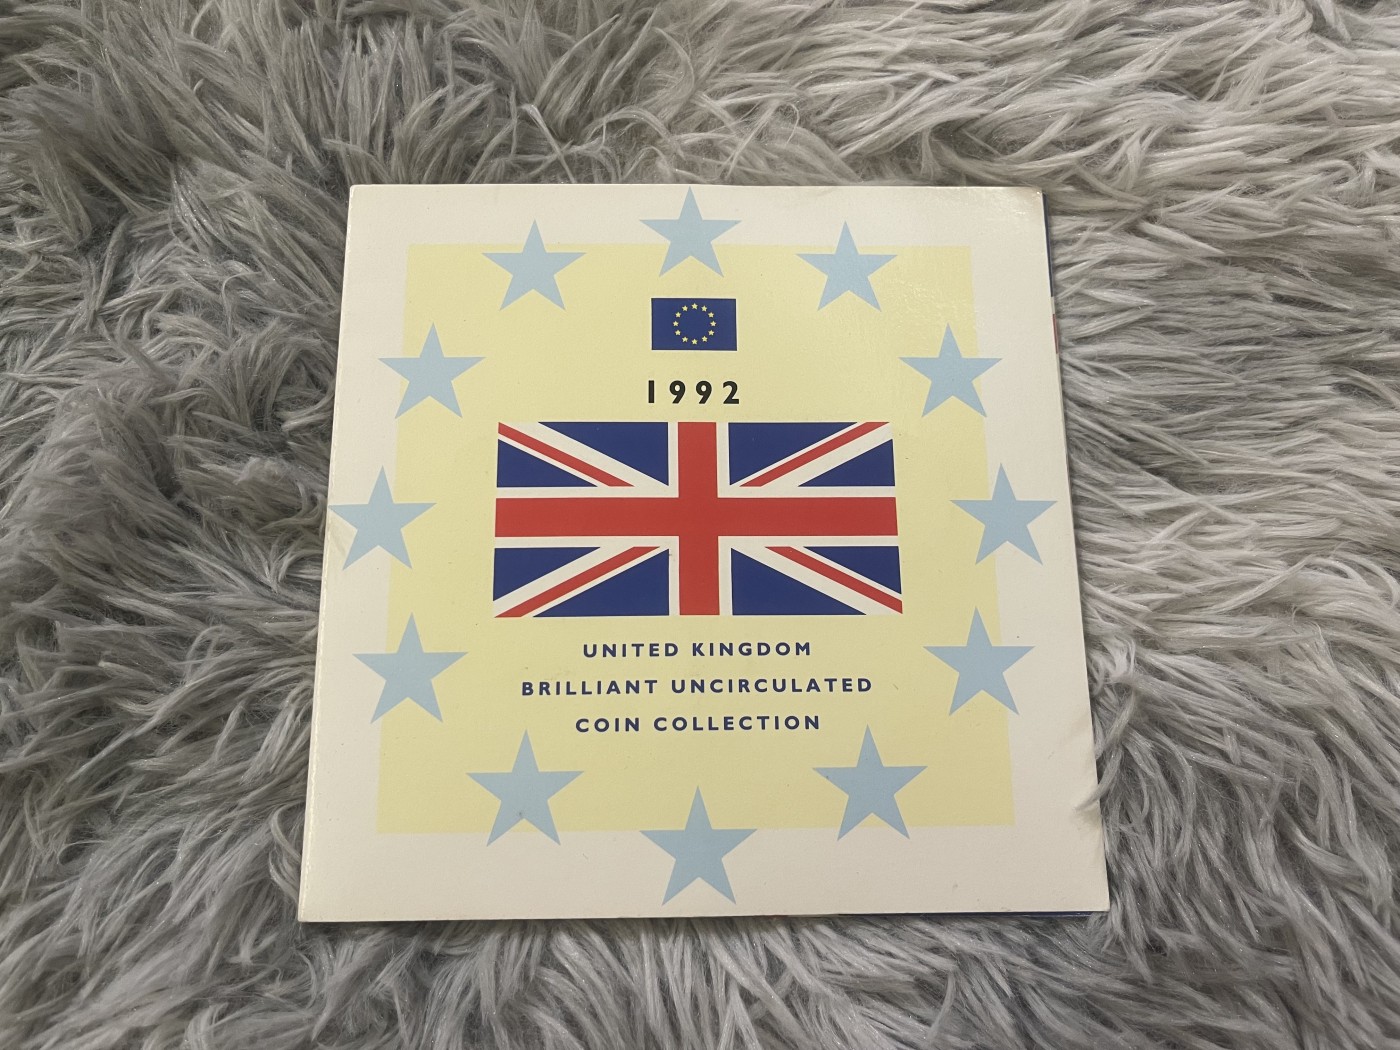 1992
UNITED KINGDOM
BRILLIANT UNCIRCULATED
COIN COLLECTION